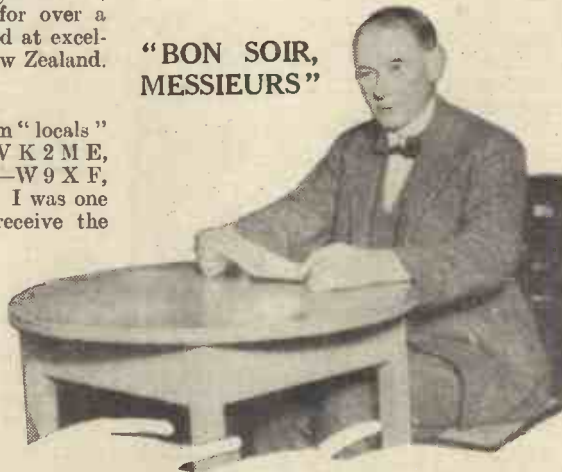 for over a
d at excel-
w Zealand.
"BON SOIR,
MESSIEURS"
n "locals"
V K 2 M E,
—W 9 X F,
I was one
receive the